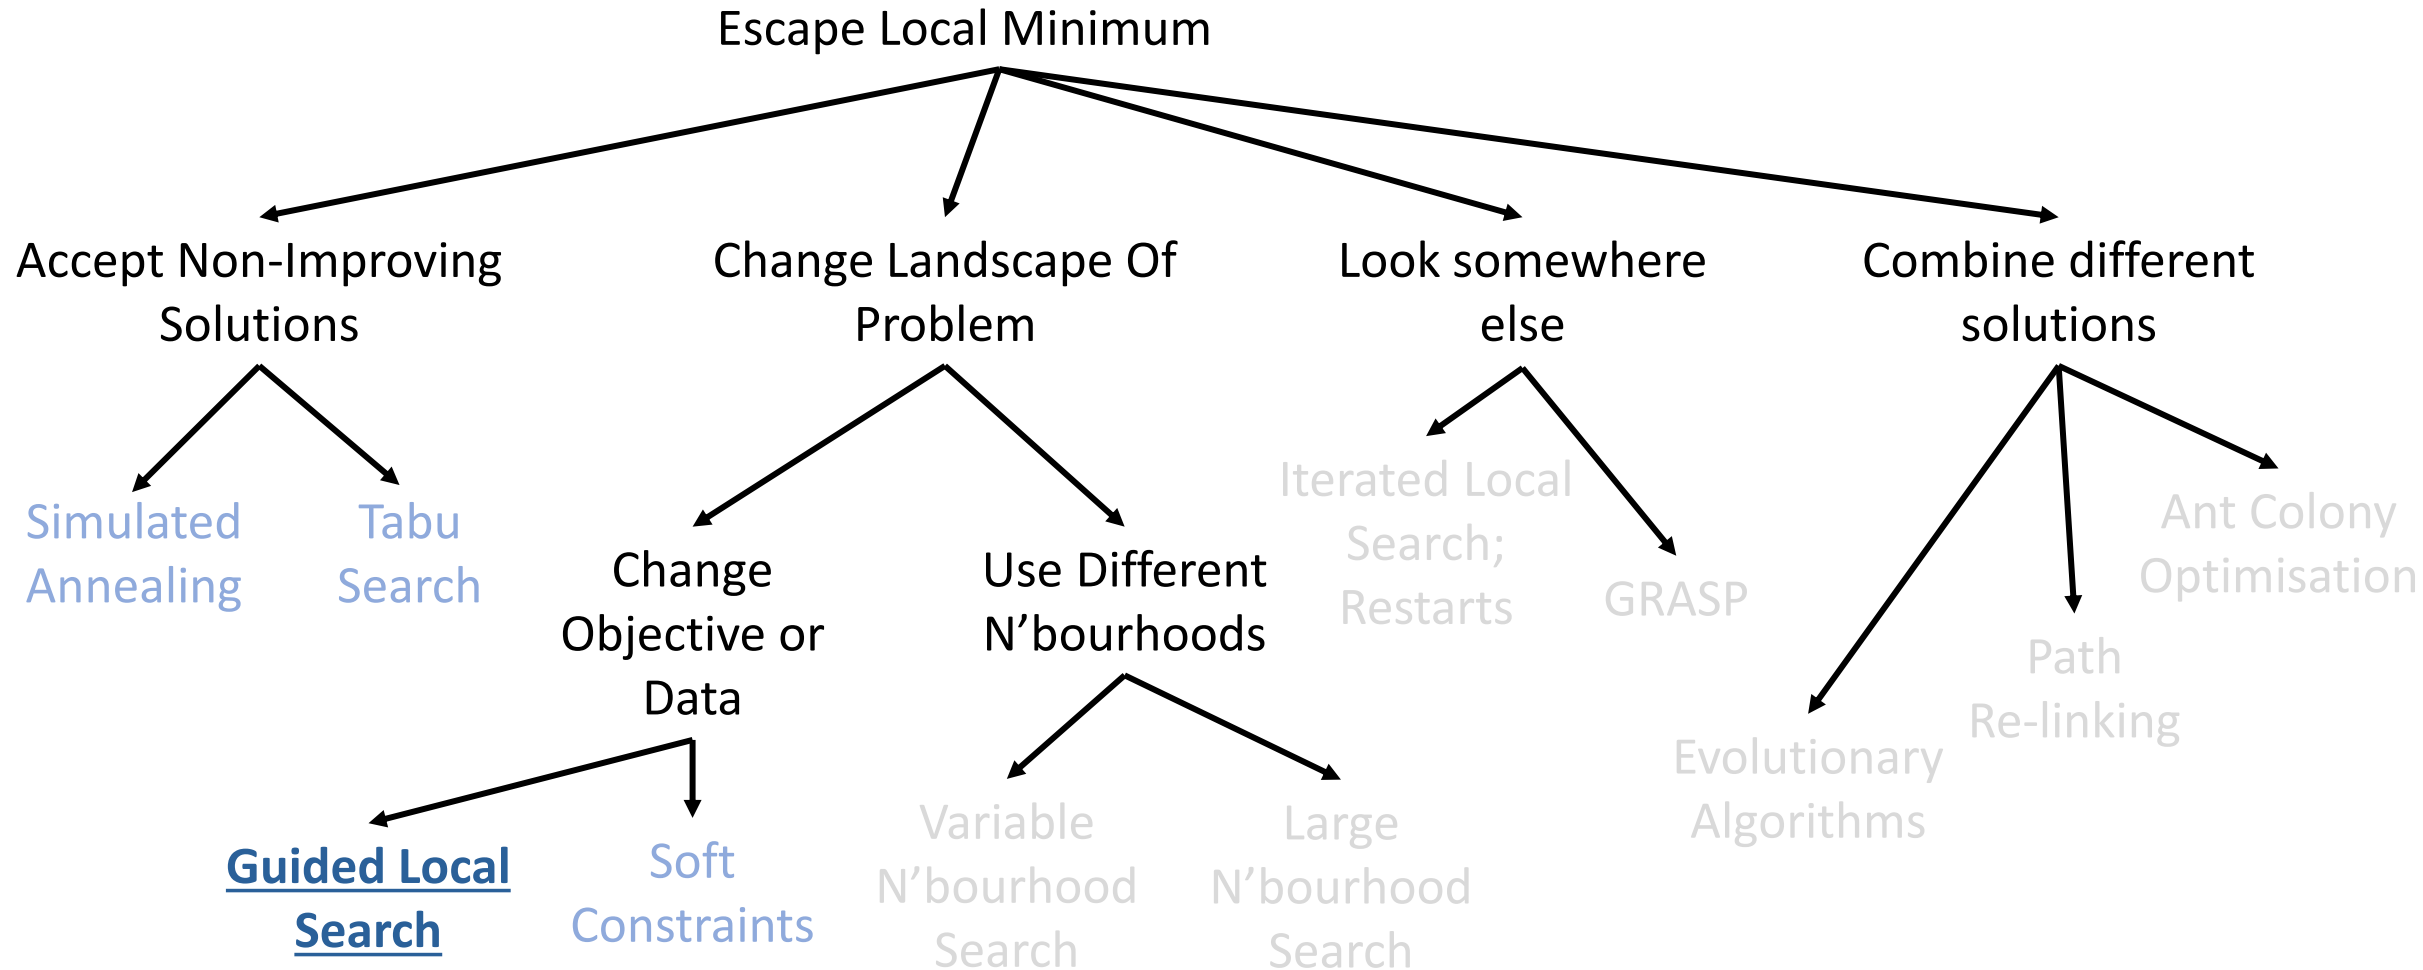 Escape Local Minimum
Accept Non-Improving
Solutions
Change Landscape Of
Problem
Look somewhere
else
Combine different
solutions
Simulated
Annealing
Tabu
Search
Change
Objective or
Data
Use Different
N’bourhoods
Iterated Local
Search;
Restarts
GRASP
Ant Colony
Optimisation
Path
Re-linking
Evolutionary
Algorithms
Guided Local
Search
Soft
Constraints
Variable
N’bourhood
Search
Large
N’bourhood
Search